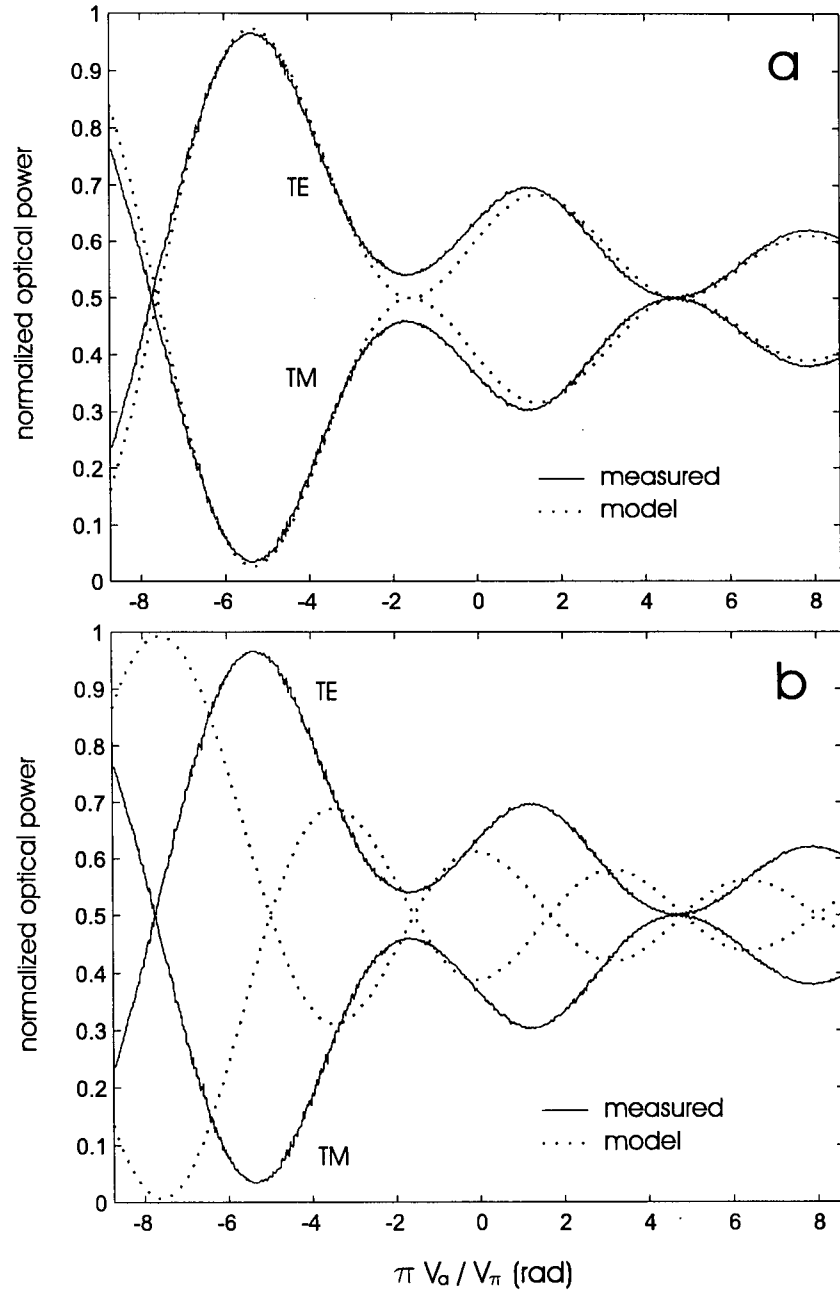 a
normalized optical power
1
0.9
0.8
0.7
0.6
0.5
0.4
0.3
0.2
0.1
0
TE
TM
measured
model
-8 -6 -4 -2 0 2 4 6 8
b
normalized optical power
1
0.9
0.8
0.7
0.6
0.5
0.4
0.3
0.2
0.1
0
TE
TM
measured
model
-8 -6 -4 -2 0 2 4 6 8
π Va / Vπ (rad)